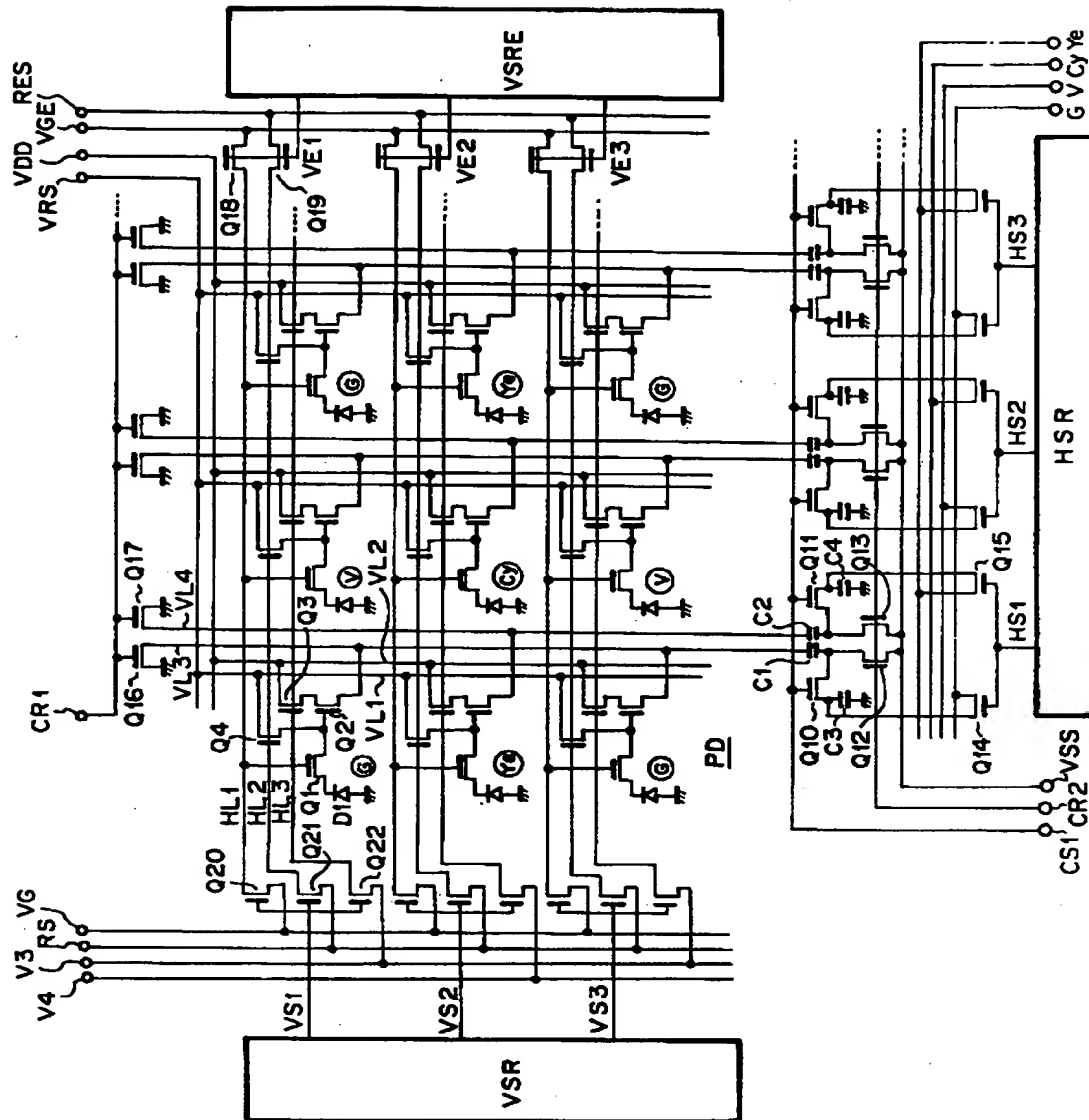 CR1
VRS
VDD
VGE
RES
V4
V3
RS
VG
Q16
Q17
VL3
VL4
Q18
Q19
VSRE
VE1
VE2
VE3
Q4
Q3
Q2
HL1
HL2
HL3
Q1
D1
Q20
Q21
Q22
VL1
VL2
G
V
G
Ye
Cy
Ye
G
V
G
PD
VSR
VS1
VS2
VS3
C1
C2
Q10
Q11
C3
C4
Q12
Q13
Q14
Q15
HS1
HS2
HS3
HSR
CS1
CR2
VSS
G
V
Cy
Ye